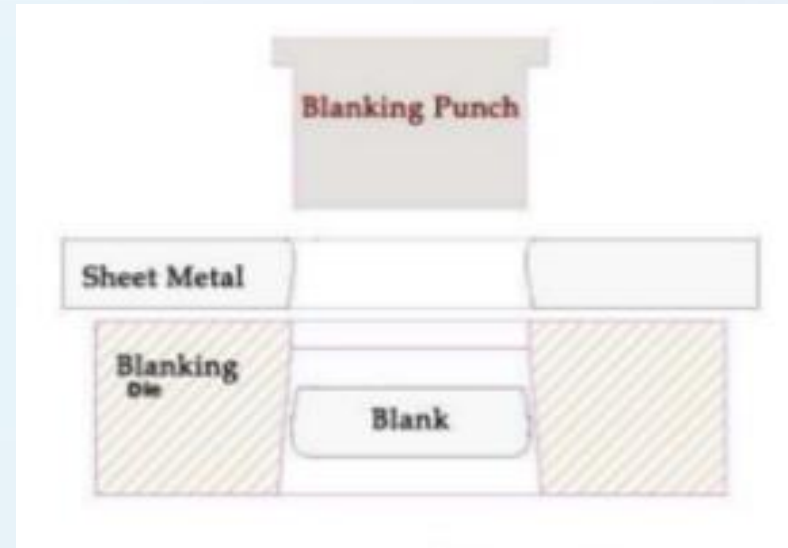 Blanking Punch
Sheet Metal
Blanking
Die
Blank